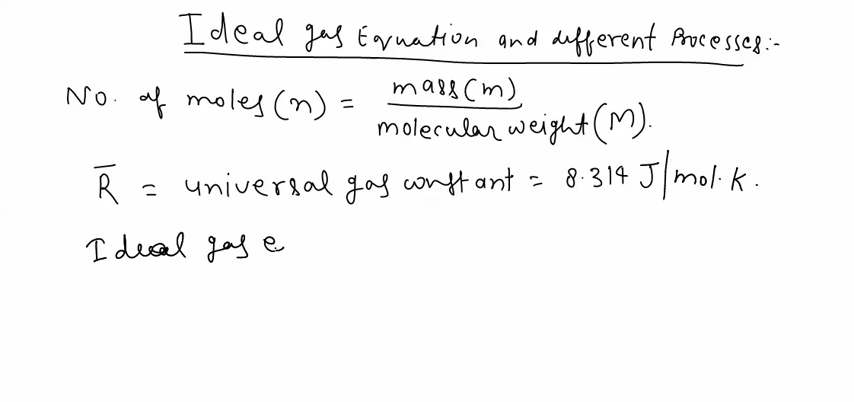 Ideal gas Equation and different Processes:-
No. of moles (n) = mass(m) / molecular weight (M).
R̅ = universal gas constant = 8.314 J/mol.K.
Ideal gas e